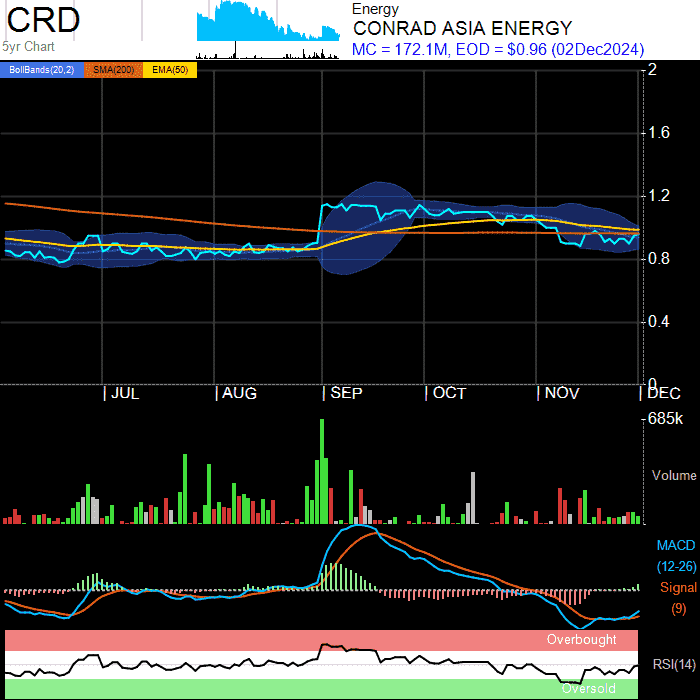 CRD
5yr Chart
Energy
CONRAD ASIA ENERGY
MC = 172.1M, EOD = $0.96 (02Dec2024)
BollBands(20,2) SMA(200) EMA(50)
2
1.6
1.2
0.8
0.4
0
JUL AUG SEP OCT NOV DEC
685k
Volume
MACD
(12-26)
Signal
(9)
Overbought
RSI(14)
Oversold